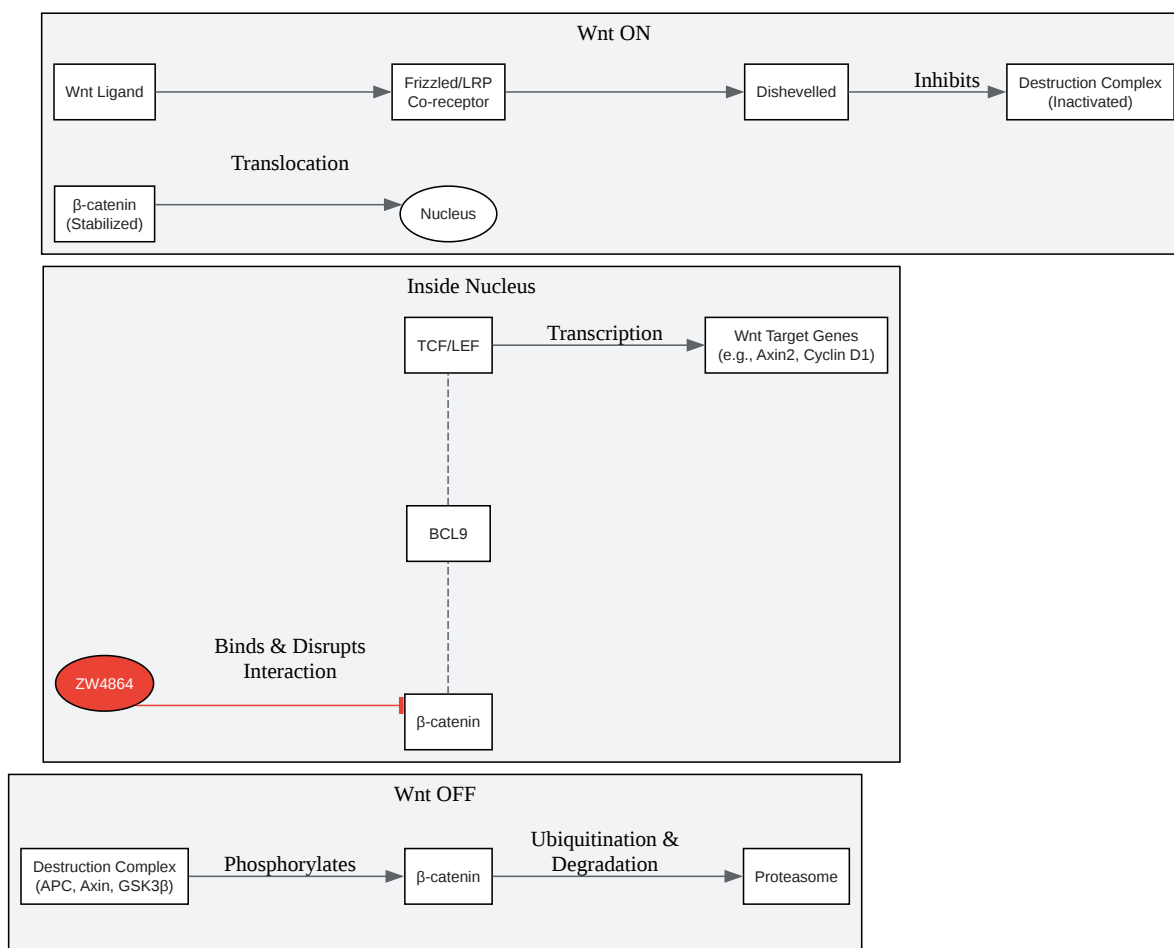 Wnt ON
Wnt Ligand
Frizzled/LRP
Co-receptor
Dishevelled
Inhibits
Destruction Complex
(Inactivated)
Translocation
β-catenin
(Stabilized)
Nucleus
Inside Nucleus
TCF/LEF
Transcription
Wnt Target Genes
(e.g., Axin2, Cyclin D1)
BCL9
Binds & Disrupts
Interaction
ZW4864
β-catenin
Wnt OFF
Destruction Complex
(APC, Axin, GSK3β)
Phosphorylates
β-catenin
Ubiquitination &
Degradation
Proteasome